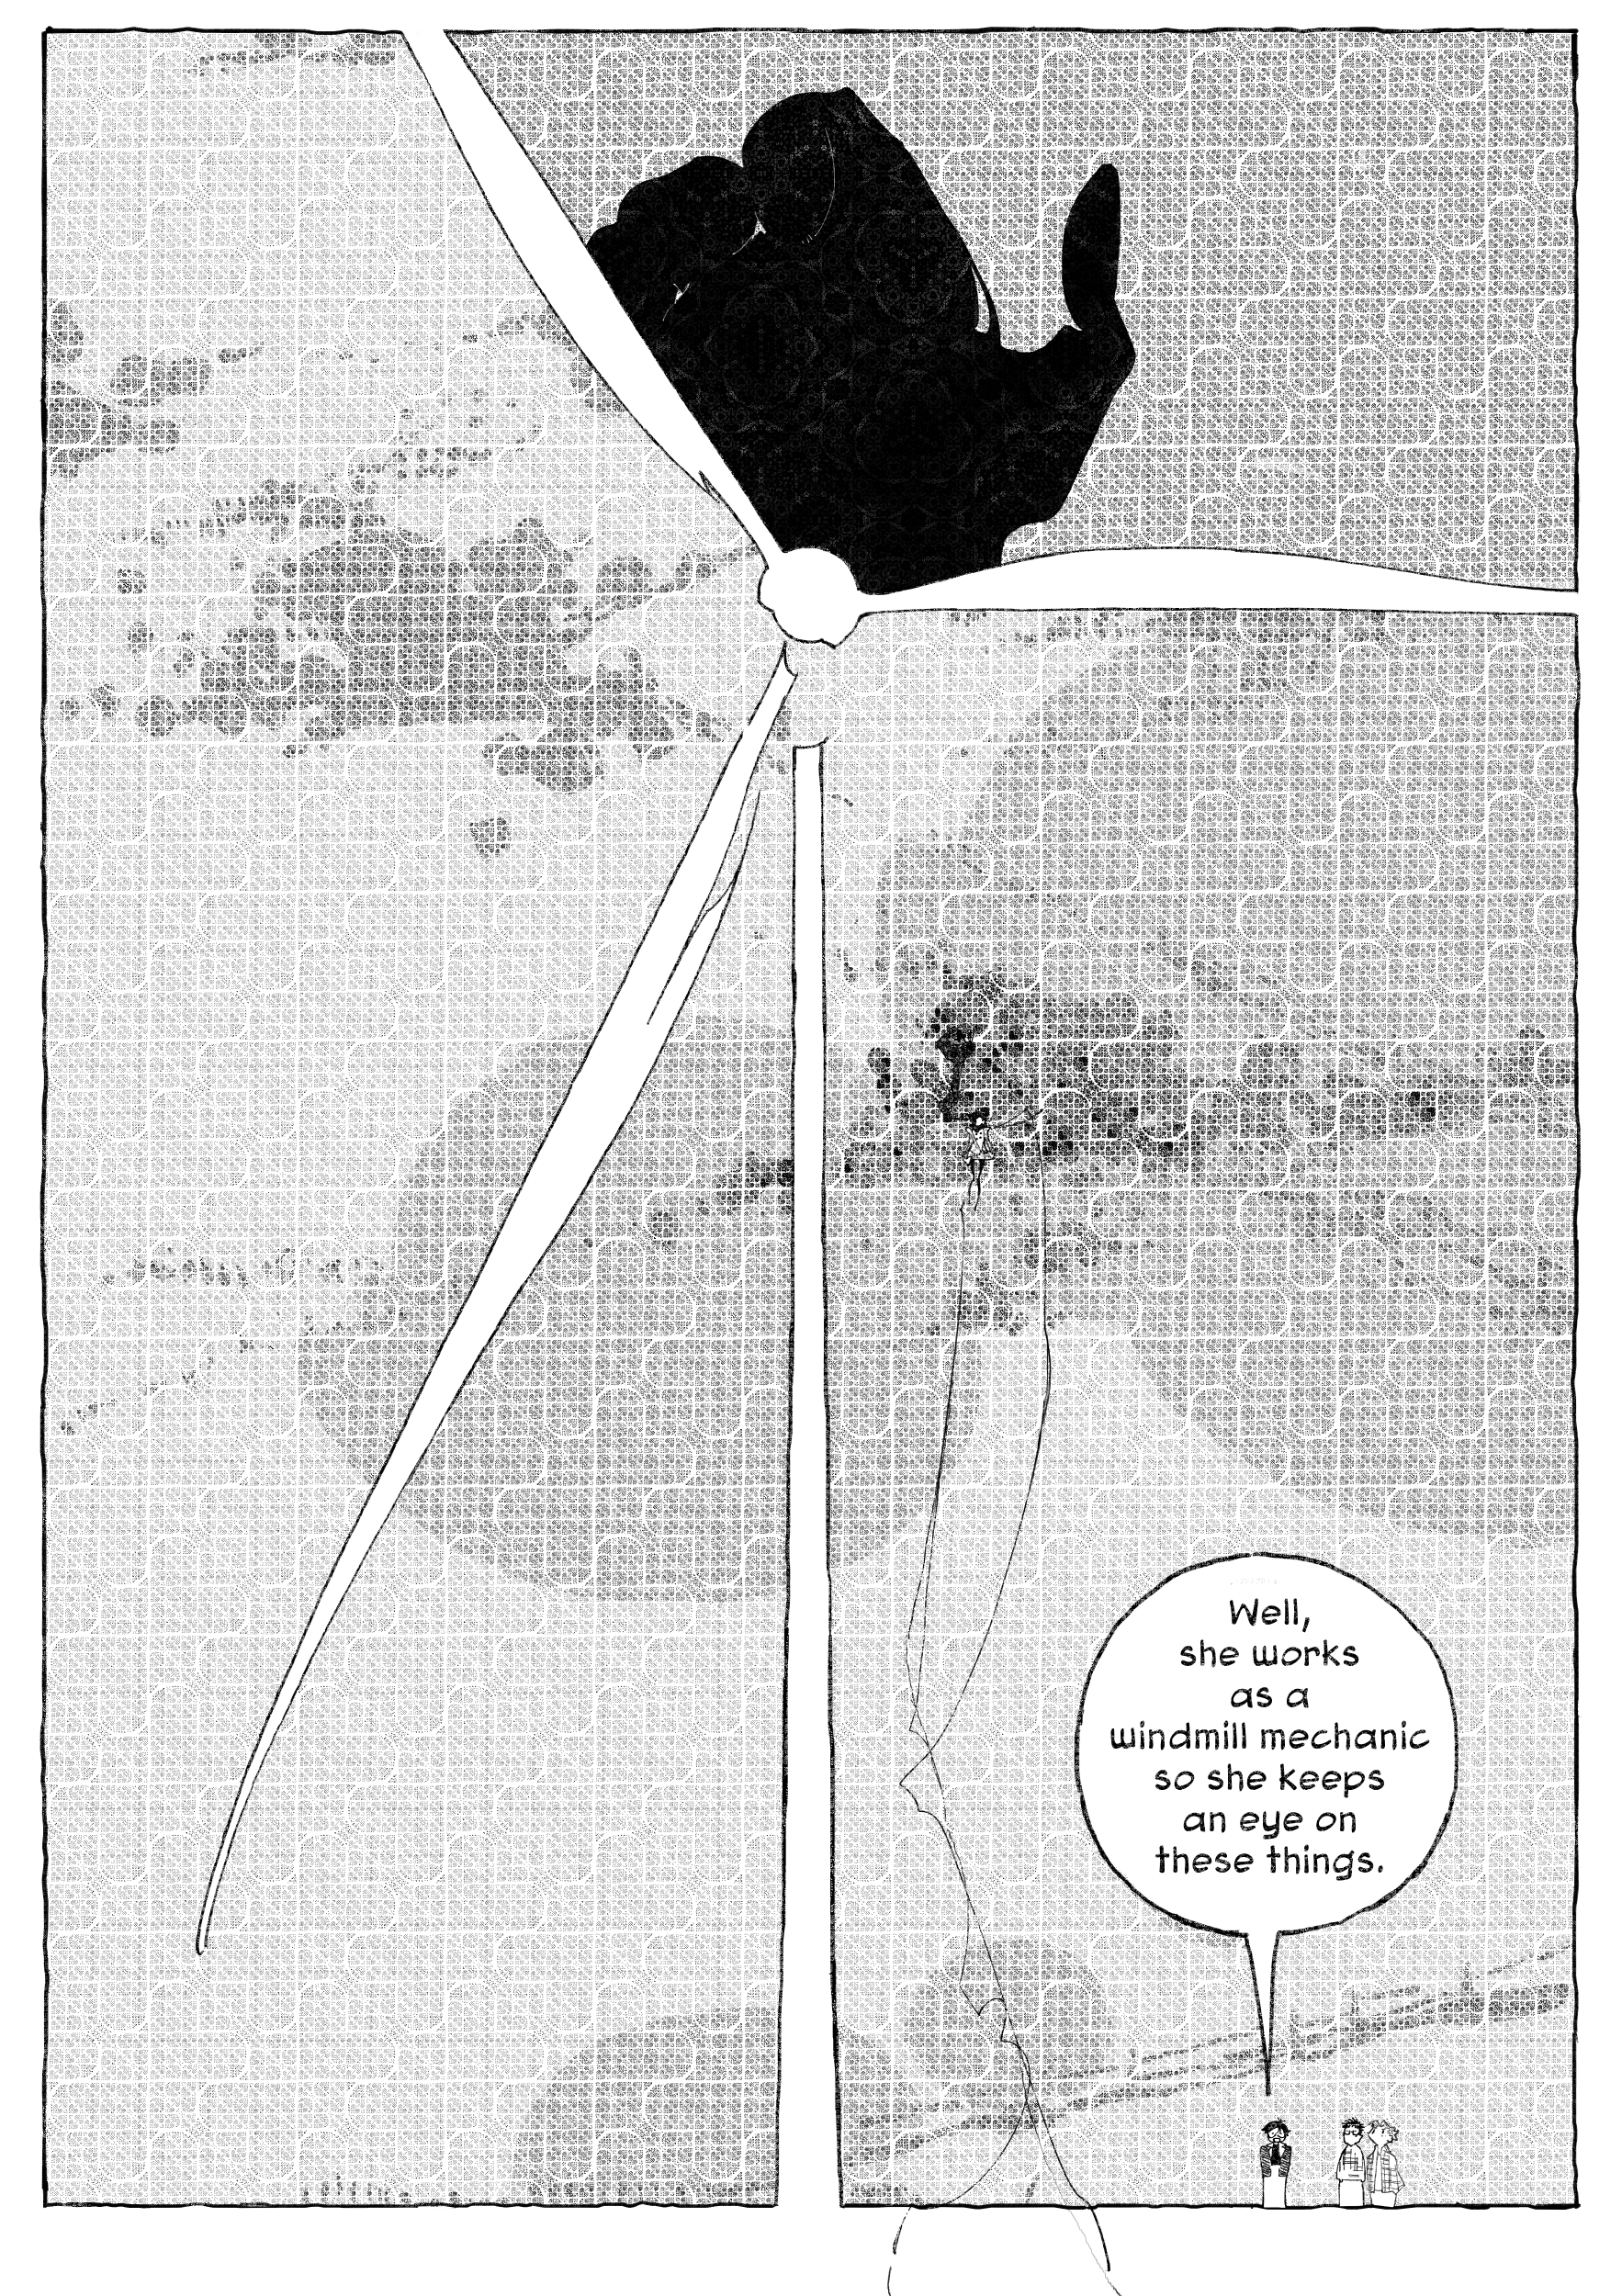 Well,
she works
as a
windmill mechanic
so she keeps
an eye on
these things.